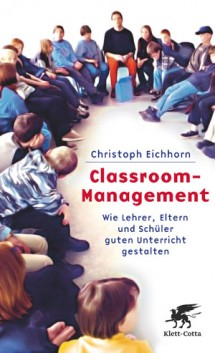 Christoph Eichhorn
Classroom-
Management
Wie Lehrer, Eltern
und Schüler
guten Unterricht
gestalten
Klett-Cotta